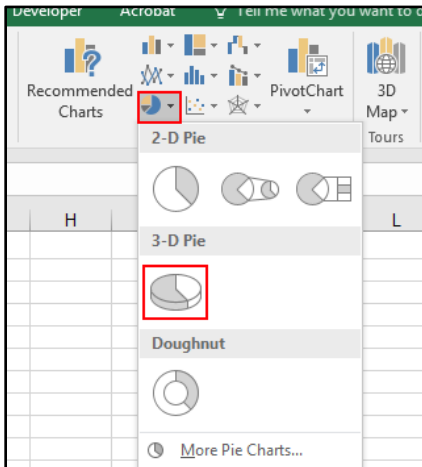 Developer Acrobat Tell me what you want to d
Recommended
Charts
PivotChart
3D
Map
Tours
2-D Pie
H
L
3-D Pie
Doughnut
More Pie Charts...